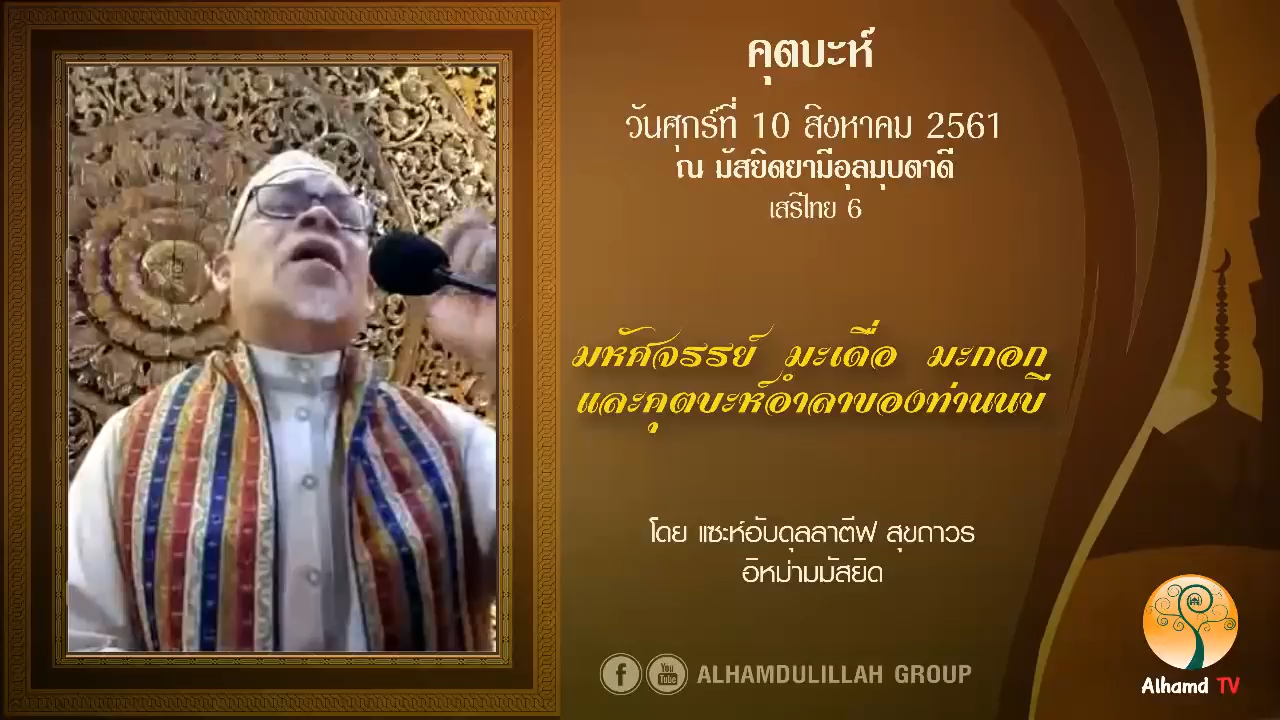 คุตบะห์
วันศุกร์ที่ 10 สิงหาคม 2561
ณ มัสยิดยามีอุลมุบตาดี
เสรีไทย 6
มหัศจรรย์ มะเดื่อ มะกอก
และคุตบะห์อำลาของท่านนบี
โดย แซะห์อับดุลลาตีฟ สุขถาวร
อิหม่ามมัสยิด
f You Tube ALHAMDULILLAH GROUP
Alhamd TV